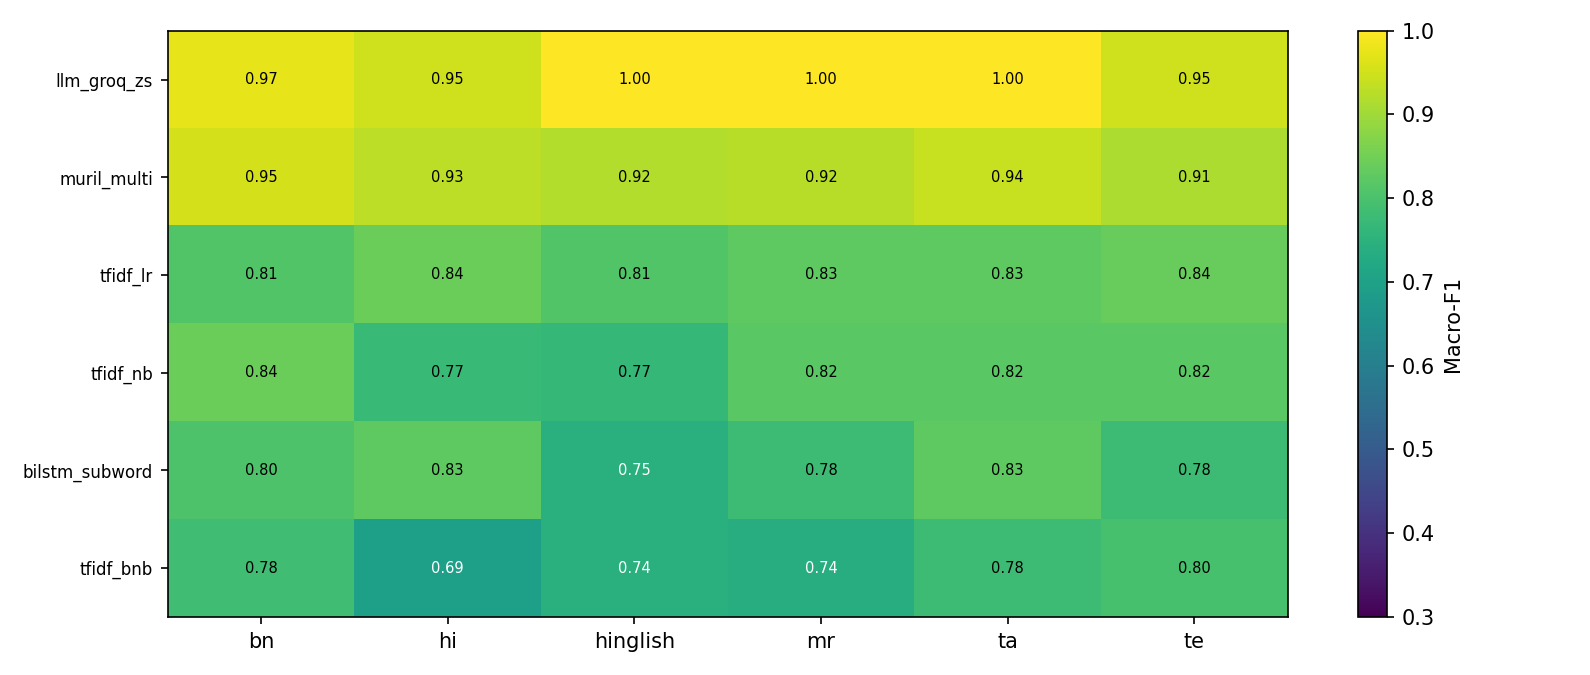 llm_groq_zs 0.97 0.95 1.00 1.00 1.00 0.95
muril_multi 0.95 0.93 0.92 0.92 0.94 0.91
tfidf_lr 0.81 0.84 0.81 0.83 0.83 0.84
tfidf_nb 0.84 0.77 0.77 0.82 0.82 0.82
bilstm_subword 0.80 0.83 0.75 0.78 0.83 0.78
tfidf_bnb 0.78 0.69 0.74 0.74 0.78 0.80
bn hi hinglish mr ta te
1.0
0.9
0.8
0.7
0.6
0.5
0.4
0.3
Macro-F1